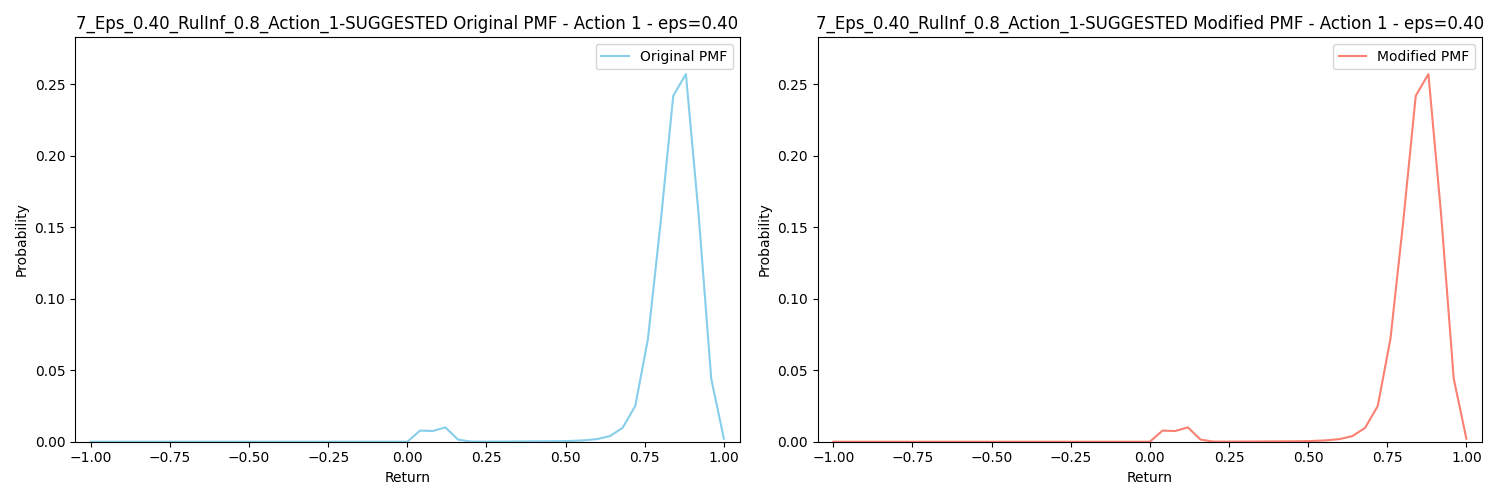 7_Eps_0.40_RulInf_0.8_Action_1-SUGGESTED Original PMF - Action 1 - eps=0.40
Original PMF
0.25
0.20
0.15
0.10
0.05
0.00
Probability
−1.00 −0.75 −0.50 −0.25 0.00 0.25 0.50 0.75 1.00
Return
7_Eps_0.40_RulInf_0.8_Action_1-SUGGESTED Modified PMF - Action 1 - eps=0.40
Modified PMF
0.25
0.20
0.15
0.10
0.05
0.00
Probability
−1.00 −0.75 −0.50 −0.25 0.00 0.25 0.50 0.75 1.00
Return